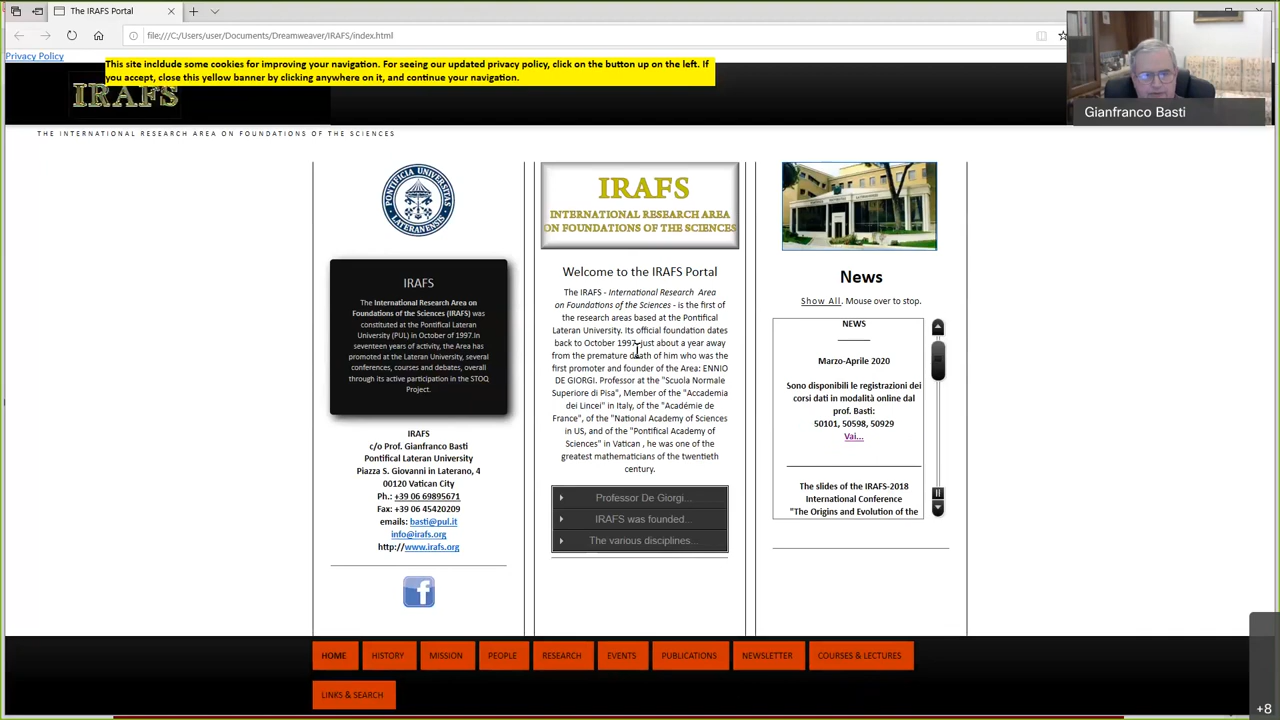 The IRAFS Portal
file:///C:/Users/user/Documents/Dreamweaver/IRAFS/index.html
Privacy Policy
This site incldude some cookies for improving your navigation. For seeing our updated privacy policy, click on the button up on the left. If
you accept, close this yellow banner by clicking anywhere on it, and continue your navigation.
IRAFS
Gianfranco Basti
THE INTERNATIONAL RESEARCH AREA ON FOUNDATIONS OF THE SCIENCES
PONTIFICIA UNIVERSITAS
LATERANENSIS
IRAFS
The International Research Area on
Foundations of the Sciences (IRAFS) was
constituted at the Pontifical Lateran
University (PUL) in October of 1997.In
seventeen years of activity, the Area has
promoted at the Lateran University, several
conferences, courses and debates, overall
through its active participation in the STOQ
Project.
IRAFS
c/o Prof. Gianfranco Basti
Pontifical Lateran University
Piazza S. Giovanni in Laterano, 4
00120 Vatican City
Ph.: +39 06 69895671
Fax: +39 06 45420209
emails: basti@pul.it
info@irafs.org
http://www.irafs.org
f
IRAFS
INTERNATIONAL RESEARCH AREA
ON FOUNDATIONS OF THE SCIENCES
Welcome to the IRAFS Portal
The IRAFS - International Research Area
on Foundations of the Sciences - is the first of
the research areas based at the Pontifical
Lateran University. Its official foundation dates
back to October 1997 just about a year away
from the premature death of him who was the
first promoter and founder of the Area: ENNIO
DE GIORGI. Professor at the "Scuola Normale
Superiore di Pisa", Member of the "Accademia
dei Lincei" in Italy, of the "Académie de
France", of the "National Academy of Sciences
in US, and of the "Pontifical Academy of
Sciences" in Vatican , he was one of the
greatest mathematicians of the twentieth
century.
Professor De Giorgi...
IRAFS was founded...
The various disciplines...
News
Show All. Mouse over to stop.
NEWS
Marzo-Aprile 2020
Sono disponibili le registrazioni dei
corsi dati in modalità online dal
prof. Basti:
50101, 50598, 50929
Vai...
The slides of the IRAFS-2018
International Conference
"The Origins and Evolution of the
HOME
HISTORY
MISSION
PEOPLE
RESEARCH
EVENTS
PUBLICATIONS
NEWSLETTER
COURSES & LECTURES
LINKS & SEARCH
+8